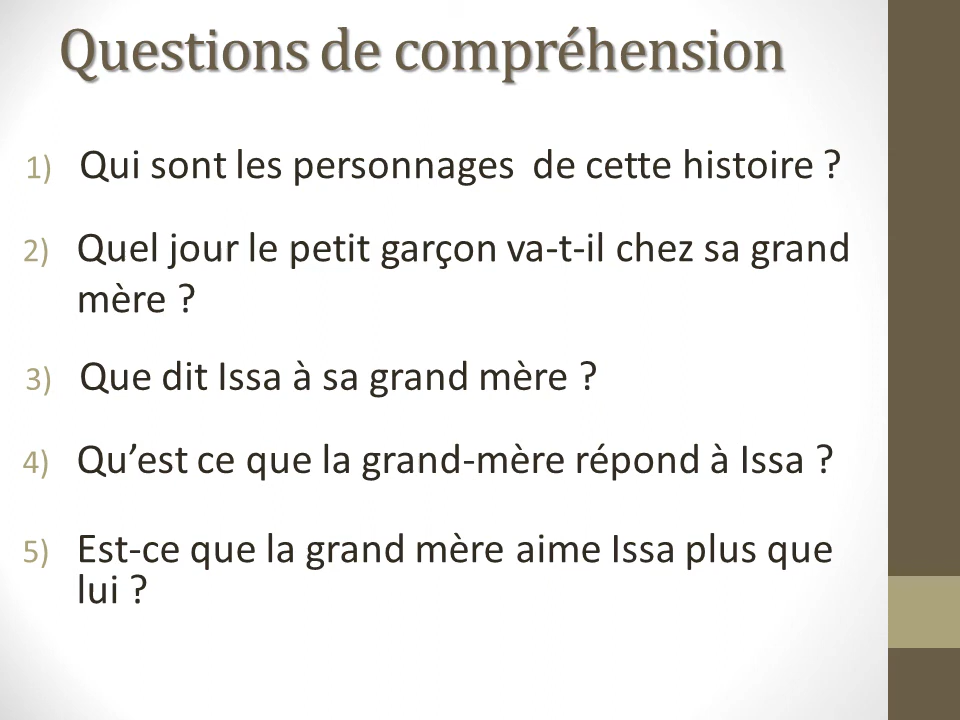 Questions de compréhension
1) Qui sont les personnages de cette histoire ?
2) Quel jour le petit garçon va-t-il chez sa grand
mère ?
3) Que dit Issa à sa grand mère ?
4) Qu’est ce que la grand-mère répond à Issa ?
5) Est-ce que la grand mère aime Issa plus que
lui ?